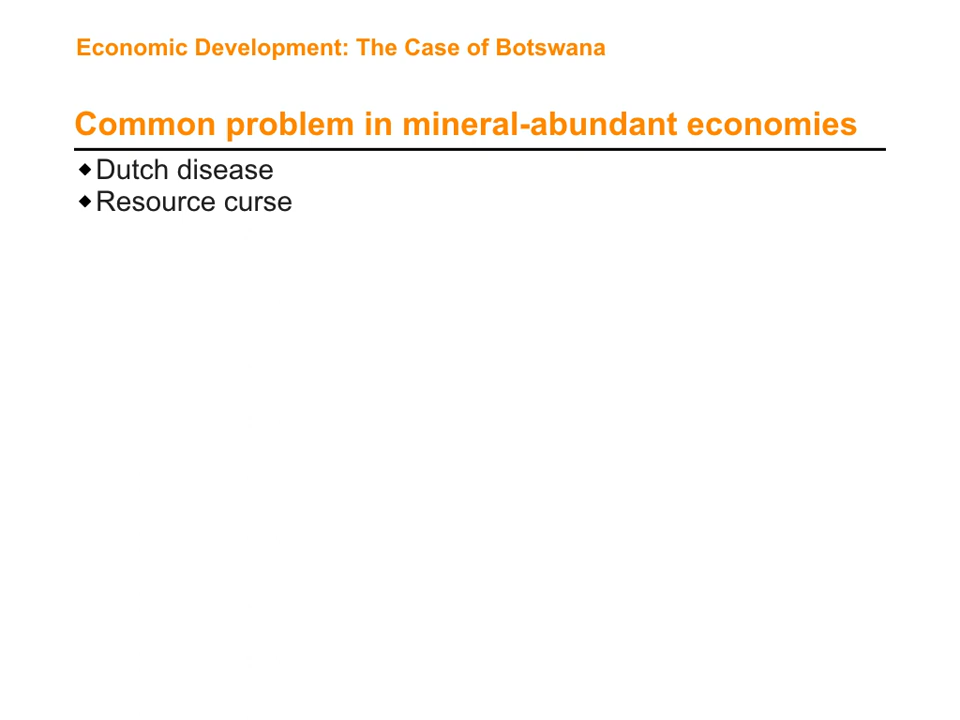 Economic Development: The Case of Botswana
Common problem in mineral-abundant economies
◆Dutch disease
◆Resource curse